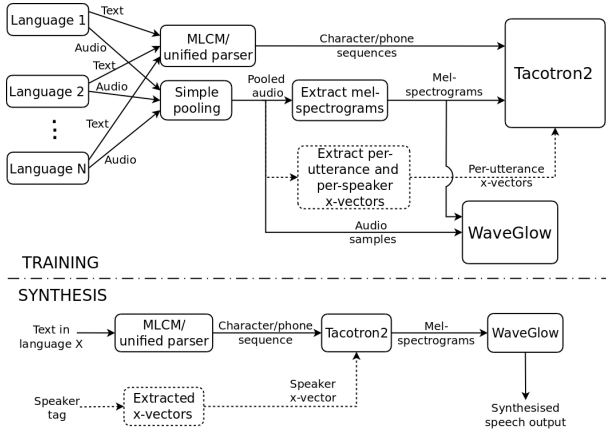 Language 1
Text
Audio
MLCM/
unified parser
Character/phone
sequences
Tacotron2
Language 2
Text
Audio
Simple
pooling
Pooled
audio
Extract mel-
spectrograms
Mel-
spectrograms
Text
Language N
Audio
Extract per-
utterance and
per-speaker
x-vectors
Per-utterance
x-vectors
Audio
samples
WaveGlow
TRAINING
SYNTHESIS
Text in
language X
MLCM/
unified parser
Character/phone
sequence
Tacotron2
Mel-
spectrograms
WaveGlow
Speaker
tag
Extracted
x-vectors
Speaker
x-vector
Synthesised
speech output